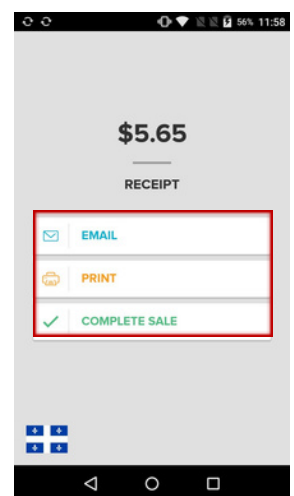 56% 11:58
$5.65
RECEIPT
EMAIL
PRINT
COMPLETE SALE